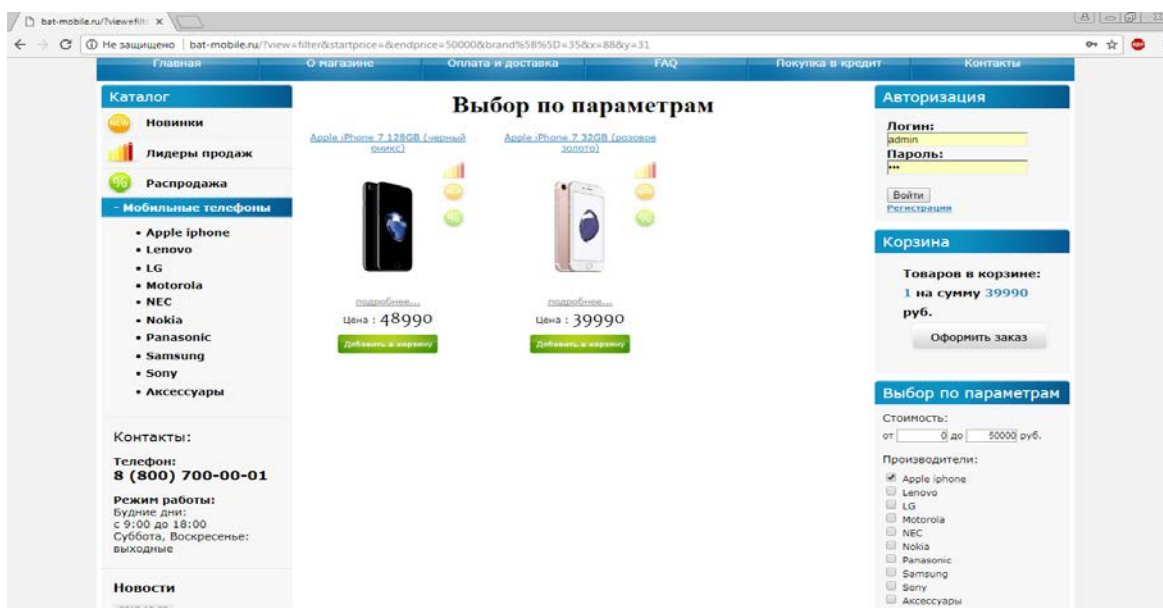 bat-mobile.ru/?view=filt
Не защищено | bat-mobile.ru/?view=filter&startprice=&endprice=50000&brand%5B%5D=35&x=88&y=31
Главная О магазине Оплата и доставка FAQ Покупка в кредит Контакты
Каталог
Новинки
Лидеры продаж
Распродажа
- Мобильные телефоны
• Apple iphone
• Lenovo
• LG
• Motorola
• NEC
• Nokia
• Panasonic
• Samsung
• Sony
• Аксессуары
Контакты:
Телефон:
8 (800) 700-00-01
Режим работы:
Будние дни:
с 9:00 до 18:00
Суббота, Воскресенье:
выходные
Новости
Выбор по параметрам
Apple iPhone 7 128GB (черный
оникс)
подробнее...
Цена : 48990
Добавить в корзину
Apple iPhone 7 32GB (розовое
золото)
подробнее...
Цена : 39990
Добавить в корзину
Авторизация
Логин:
admin
Пароль:
•••
Войти
Регистрация
Корзина
Товаров в корзине:
1 на сумму 39990
руб.
Оформить заказ
Выбор по параметрам
Стоимость:
от 0 до 50000 руб.
Производители:
Apple iphone
Lenovo
LG
Motorola
NEC
Nokia
Panasonic
Samsung
Sony
Аксессуары